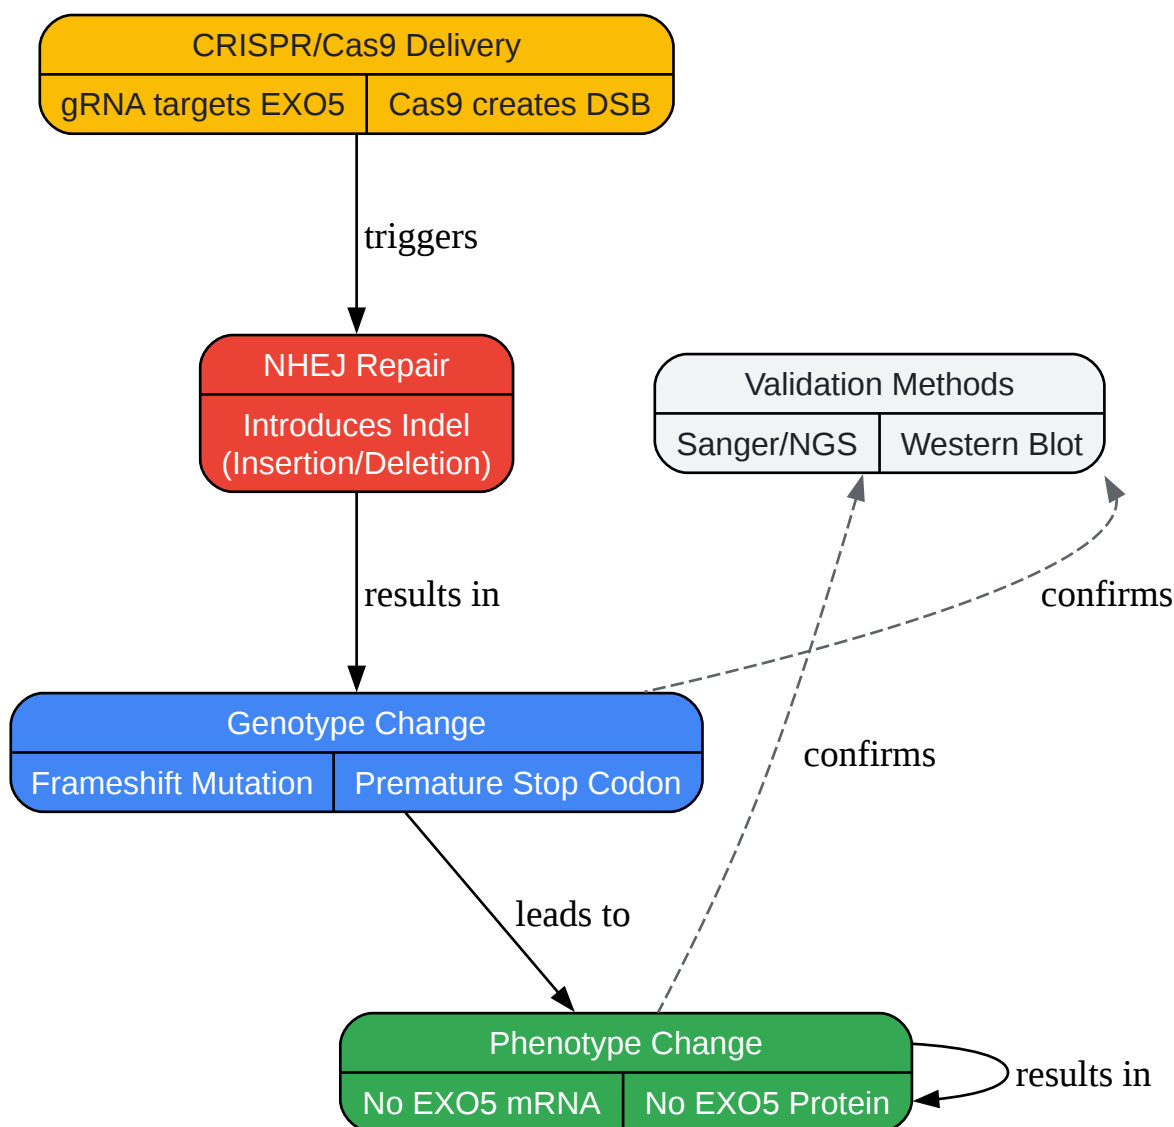 CRISPR/Cas9 Delivery
gRNA targets EXO5
Cas9 creates DSB
triggers
NHEJ Repair
Introduces Indel
(Insertion/Deletion)
Validation Methods
Sanger/NGS
Western Blot
results in
confirms
Genotype Change
Frameshift Mutation
Premature Stop Codon
confirms
leads to
Phenotype Change
No EXO5 mRNA
No EXO5 Protein
results in